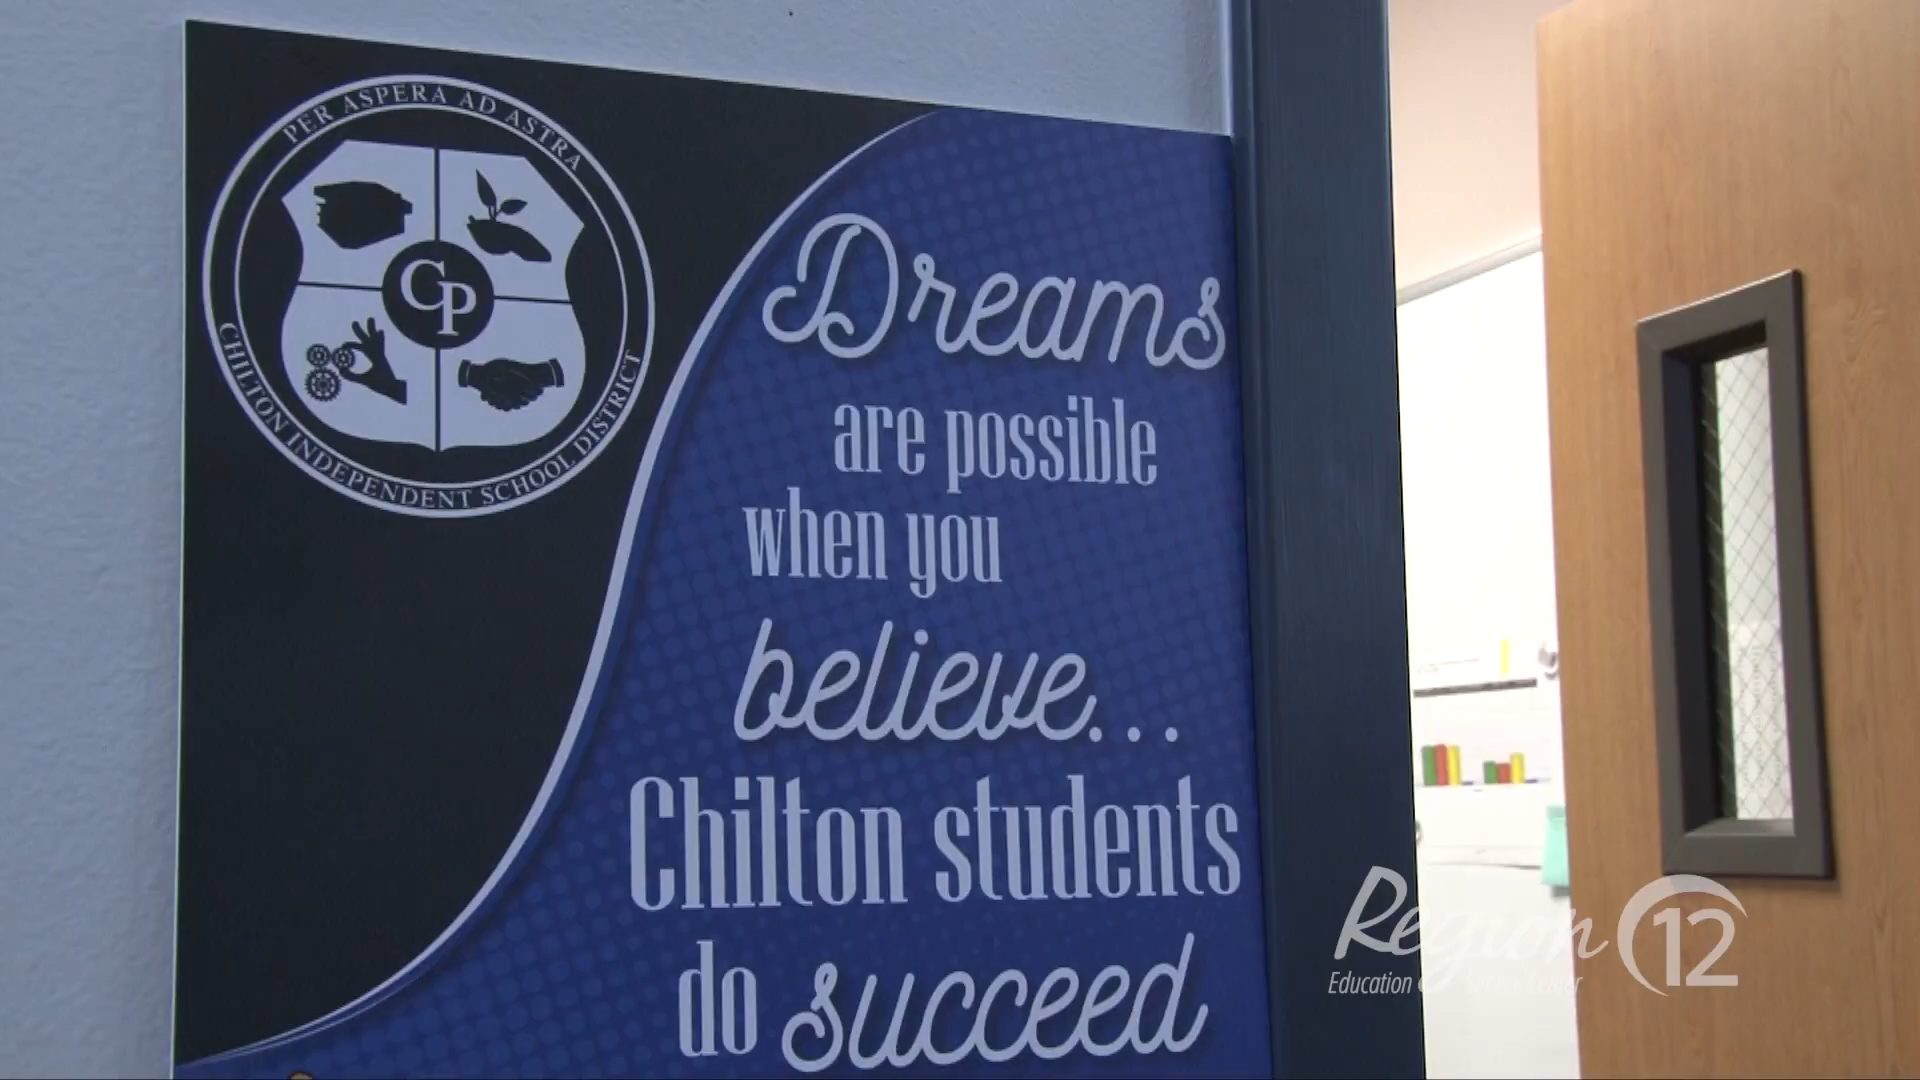 PER ASPERA AD ASTRA
CP
CHILTON INDEPENDENT SCHOOL DISTRICT
Dreams
are possible
when you
believe...
Chilton students
do succeed
Region 12
Education